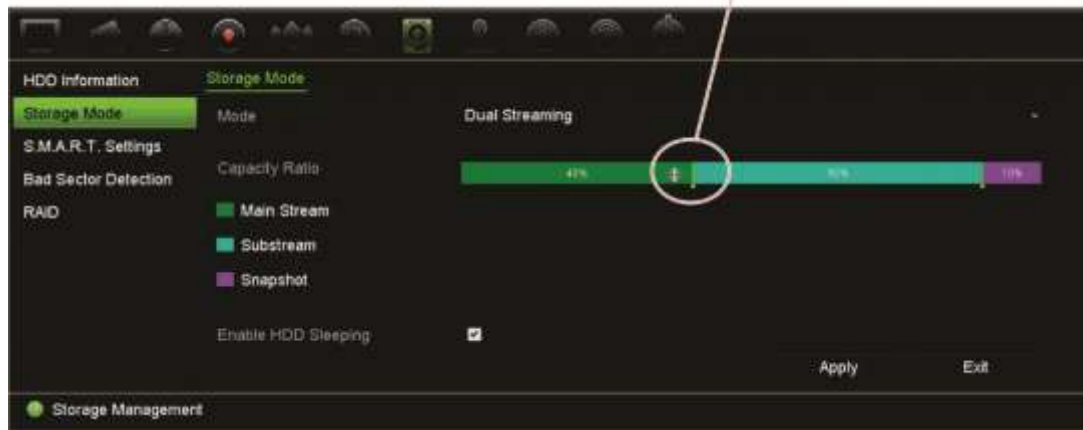 HDD Information
Storage Mode
Storage Mode
Mode
Dual Streaming
S.M.A.R.T. Settings
Capacity Ratio
Bad Sector Detection
10%
RAID
Main Stream
Substream
Snapshot
Enable HDD Sleeping
Apply
Exit
Storage Management